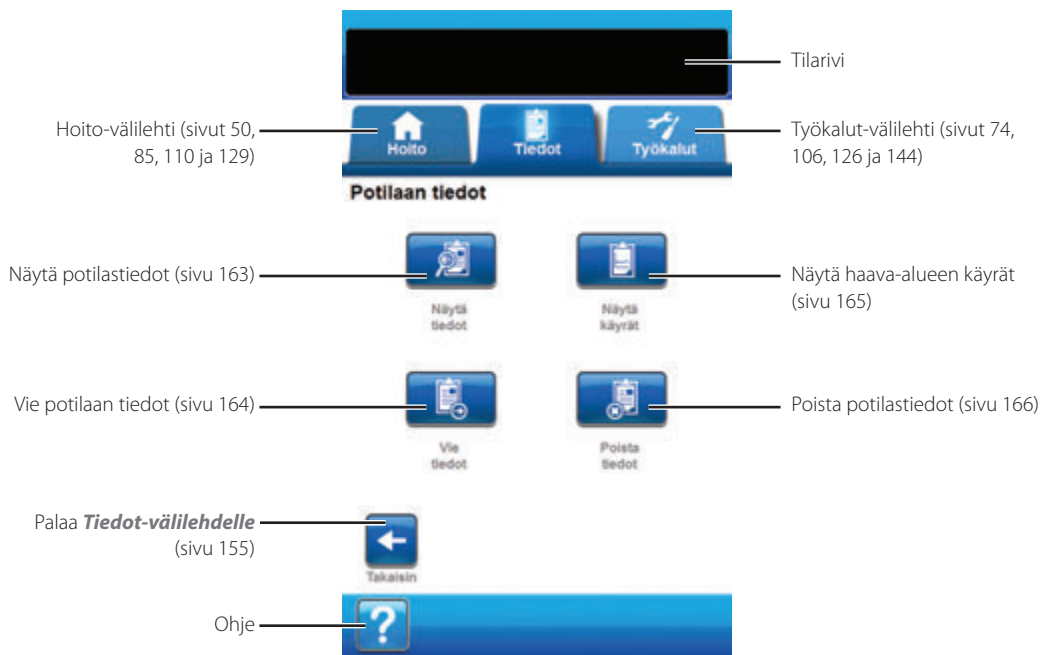 Tilarivi
Hoito-välilehti (sivut 50,
85, 110 ja 129)
Hoito
Tiedot
Työkalut
Työkalut-välilehti (sivut 74,
106, 126 ja 144)
Potilaan tiedot
Näytä potilastiedot (sivu 163)
Näytä
tiedot
Näytä
käyrät
Näytä haava-alueen käyrät
(sivu 165)
Vie potilaan tiedot (sivu 164)
Vie
tiedot
Poista
tiedot
Poista potilastiedot (sivu 166)
Palaa Tiedot-välilehdelle
(sivu 155)
Takaisin
Ohje
?